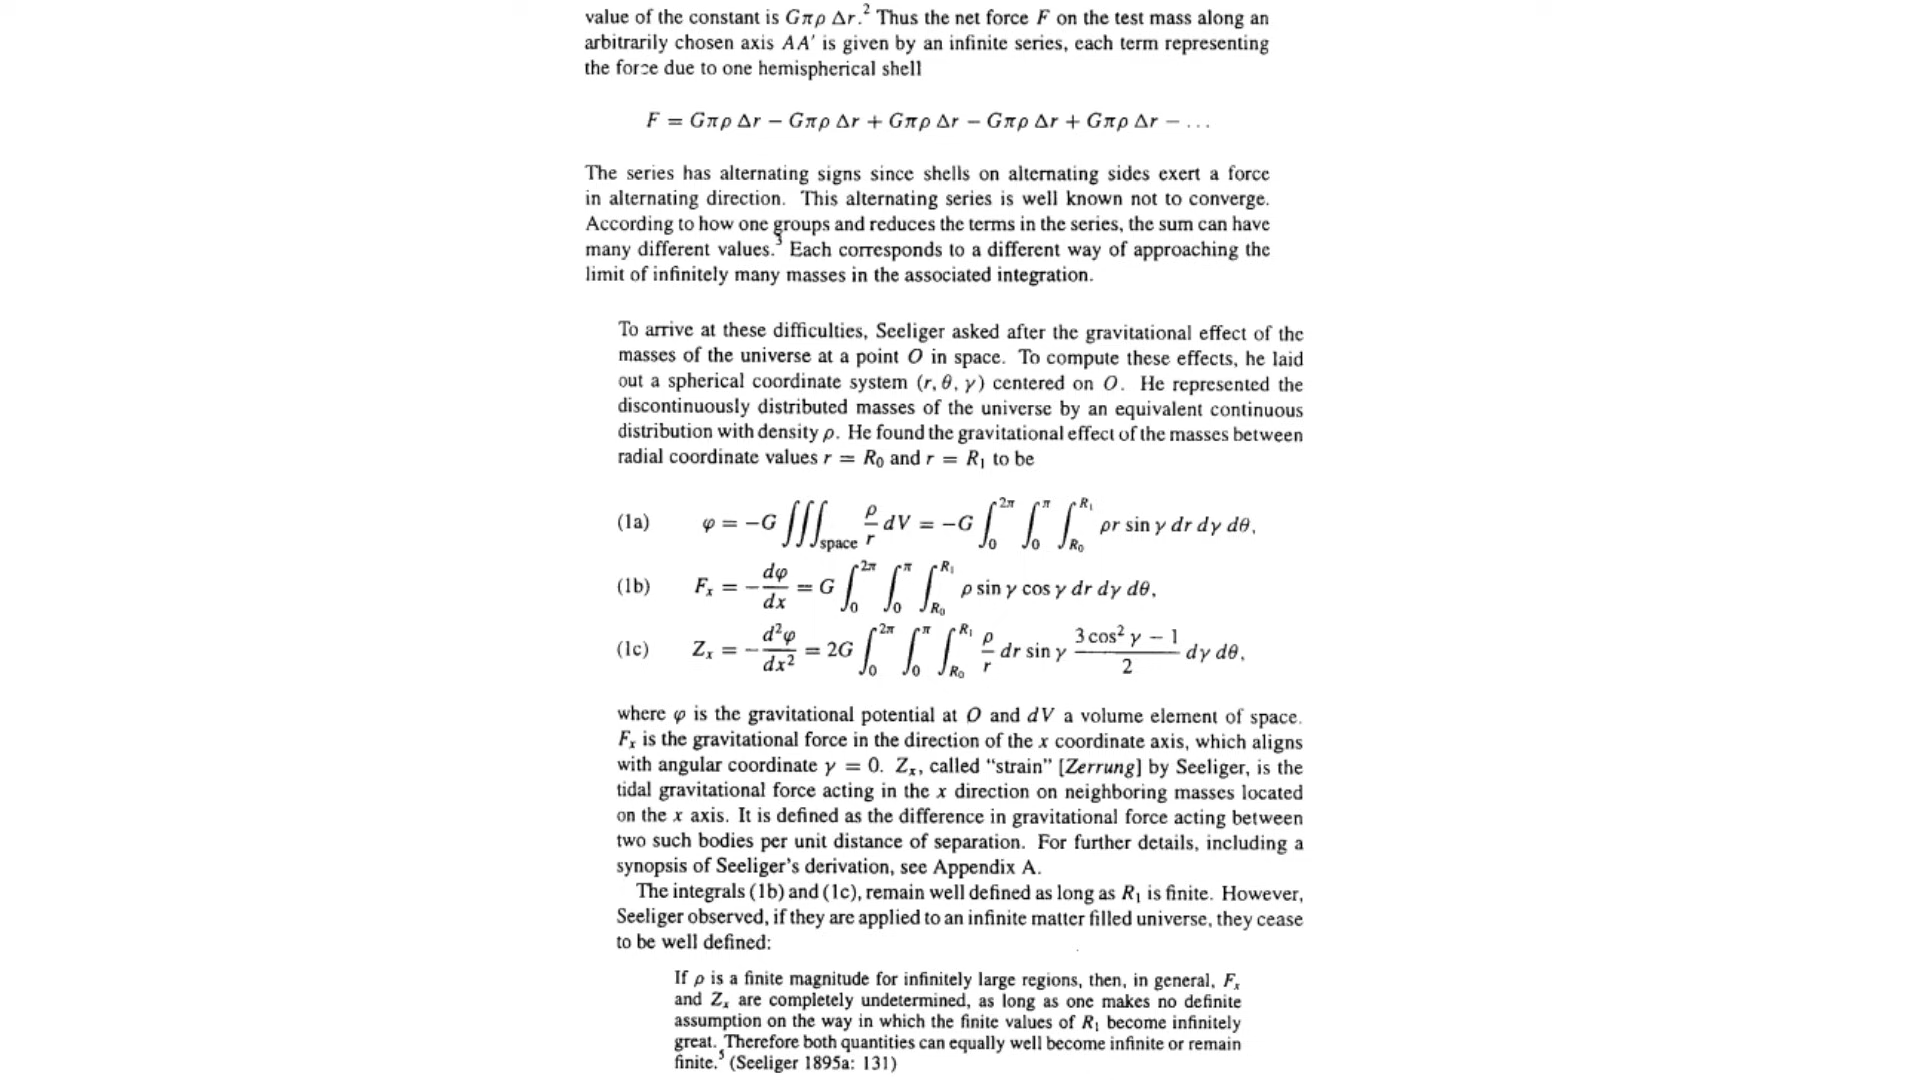 value of the constant is Gπρ Δr.² Thus the net force F on the test mass along an
arbitrarily chosen axis AA′ is given by an infinite series, each term representing
the force due to one hemispherical shell
F = Gπρ Δr − Gπρ Δr + Gπρ Δr − Gπρ Δr + Gπρ Δr − ...
The series has alternating signs since shells on alternating sides exert a force
in alternating direction. This alternating series is well known not to converge.
According to how one groups and reduces the terms in the series, the sum can have
many different values.³ Each corresponds to a different way of approaching the
limit of infinitely many masses in the associated integration.
To arrive at these difficulties, Seeliger asked after the gravitational effect of the
masses of the universe at a point O in space. To compute these effects, he laid
out a spherical coordinate system (r, θ, γ) centered on O. He represented the
discontinuously distributed masses of the universe by an equivalent continuous
distribution with density ρ. He found the gravitational effect of the masses between
radial coordinate values r = R₀ and r = R₁ to be
(1a) φ = −G ∭_space ρ/r dV = −G ∫₀^2π ∫₀^π ∫_R₀^R₁ ρr sin γ dr dγ dθ,
(1b) Fₓ = − dφ/dx = G ∫₀^2π ∫₀^π ∫_R₀^R₁ ρ sin γ cos γ dr dγ dθ,
(1c) Zₓ = − d²φ/dx² = 2G ∫₀^2π ∫₀^π ∫_R₀^R₁ ρ/r dr sin γ (3 cos² γ − 1)/2 dγ dθ,
where φ is the gravitational potential at O and dV a volume element of space.
Fₓ is the gravitational force in the direction of the x coordinate axis, which aligns
with angular coordinate γ = 0. Zₓ, called “strain” [Zerrung] by Seeliger, is the
tidal gravitational force acting in the x direction on neighboring masses located
on the x axis. It is defined as the difference in gravitational force acting between
two such bodies per unit distance of separation. For further details, including a
synopsis of Seeliger's derivation, see Appendix A.
The integrals (1b) and (1c), remain well defined as long as R₁ is finite. However,
Seeliger observed, if they are applied to an infinite matter filled universe, they cease
to be well defined:
If ρ is a finite magnitude for infinitely large regions, then, in general, Fₓ
and Zₓ are completely undetermined, as long as one makes no definite
assumption on the way in which the finite values of R₁ become infinitely
great. Therefore both quantities can equally well become infinite or remain
finite.⁵ (Seeliger 1895a: 131)